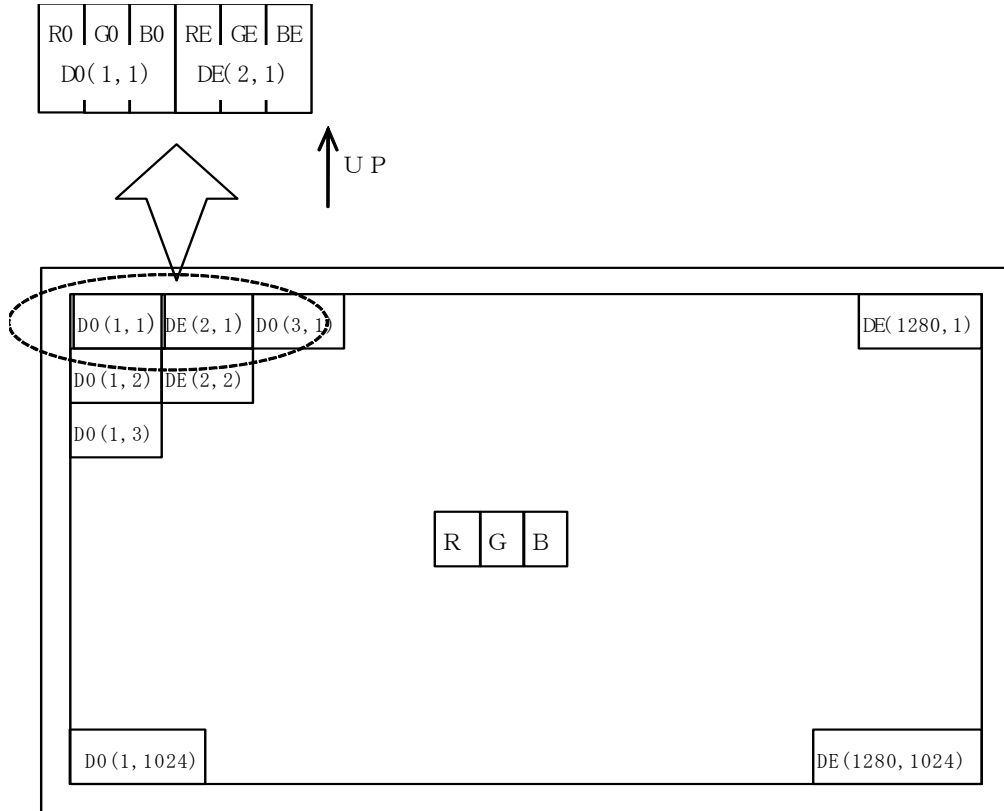 R0 G0 B0 RE GE BE
D0(1,1) DE(2,1)
UP
D0(1,1) DE(2,1) D0(3,1 DE(1280,1)
D0(1,2) DE(2,2)
D0(1,3)
R G B
D0(1,1024) DE(1280,1024)